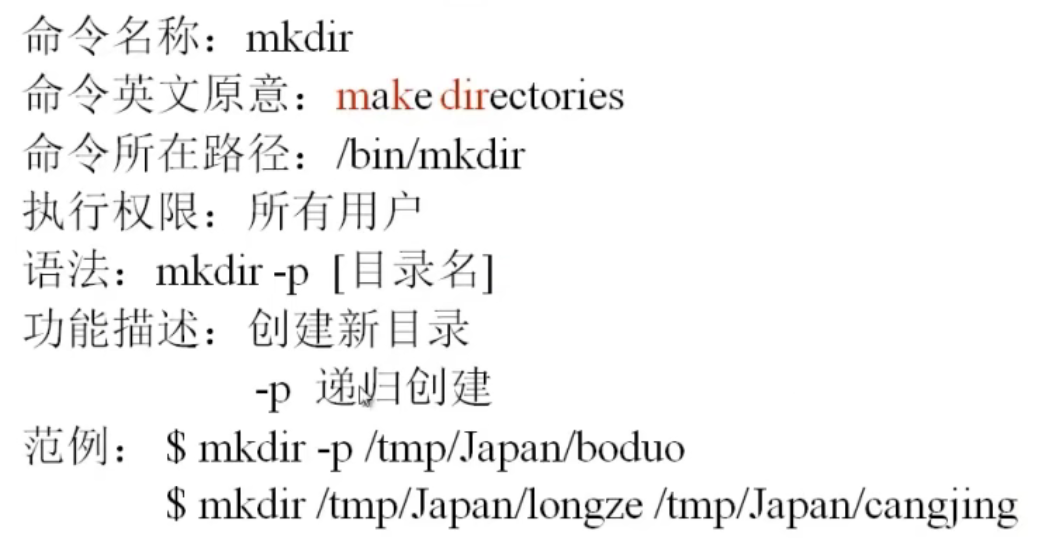 命令名称：mkdir
命令英文原意：make directories
命令所在路径：/bin/mkdir
执行权限：所有用户
语法：mkdir -p [目录名]
功能描述：创建新目录
-p 递归创建
范例： $ mkdir -p /tmp/Japan/boduo
$ mkdir /tmp/Japan/longze /tmp/Japan/cangjing